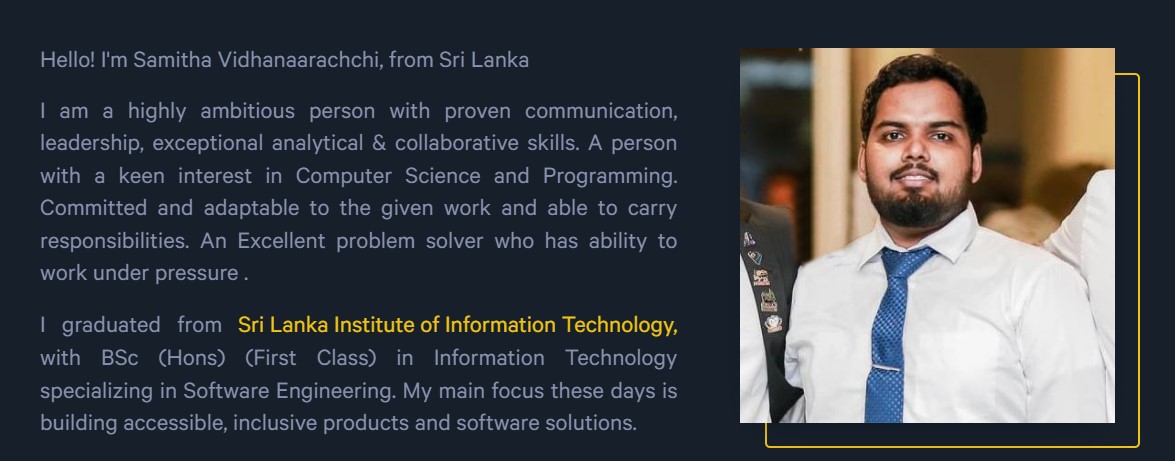 Hello! I'm Samitha Vidhanaarachchi, from Sri Lanka
I am a highly ambitious person with proven communication,
leadership, exceptional analytical & collaborative skills. A person
with a keen interest in Computer Science and Programming.
Committed and adaptable to the given work and able to carry
responsibilities. An Excellent problem solver who has ability to
work under pressure .
I graduated from Sri Lanka Institute of Information Technology,
with BSc (Hons) (First Class) in Information Technology
specializing in Software Engineering. My main focus these days is
building accessible, inclusive products and software solutions.